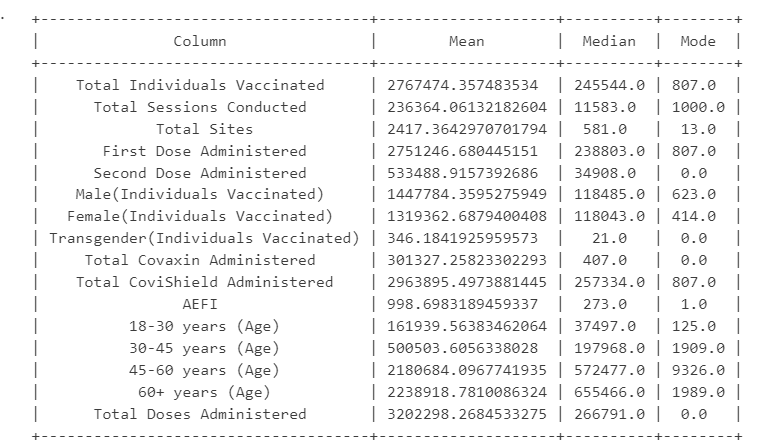 +-------------------------------------+--------------------+----------+--------+
| Column | Mean | Median | Mode |
+-------------------------------------+--------------------+----------+--------+
| Total Individuals Vaccinated | 2767474.357483534 | 245544.0 | 807.0 |
| Total Sessions Conducted | 236364.06132182604 | 11583.0 | 1000.0 |
| Total Sites | 2417.3642970701794 | 581.0 | 13.0 |
| First Dose Administered | 2751246.680445151 | 238803.0 | 807.0 |
| Second Dose Administered | 533488.9157392686 | 34908.0 | 0.0 |
| Male(Individuals Vaccinated) | 1447784.3595275949 | 118485.0 | 623.0 |
| Female(Individuals Vaccinated) | 1319362.6879400408 | 118043.0 | 414.0 |
| Transgender(Individuals Vaccinated) | 346.1841925959573 | 21.0 | 0.0 |
| Total Covaxin Administered | 301327.25823302293 | 407.0 | 0.0 |
| Total CoviShield Administered | 2963895.4973881445 | 257334.0 | 807.0 |
| AEFI | 998.6983189459337 | 273.0 | 1.0 |
| 18-30 years (Age) | 161939.56383462064 | 37497.0 | 125.0 |
| 30-45 years (Age) | 500503.6056338028 | 197968.0 | 1909.0 |
| 45-60 years (Age) | 2180684.0967741935 | 572477.0 | 9326.0 |
| 60+ years (Age) | 2238918.7810086324 | 655466.0 | 1989.0 |
| Total Doses Administered | 3202298.2684533275 | 266791.0 | 0.0 |
+-------------------------------------+--------------------+----------+--------+